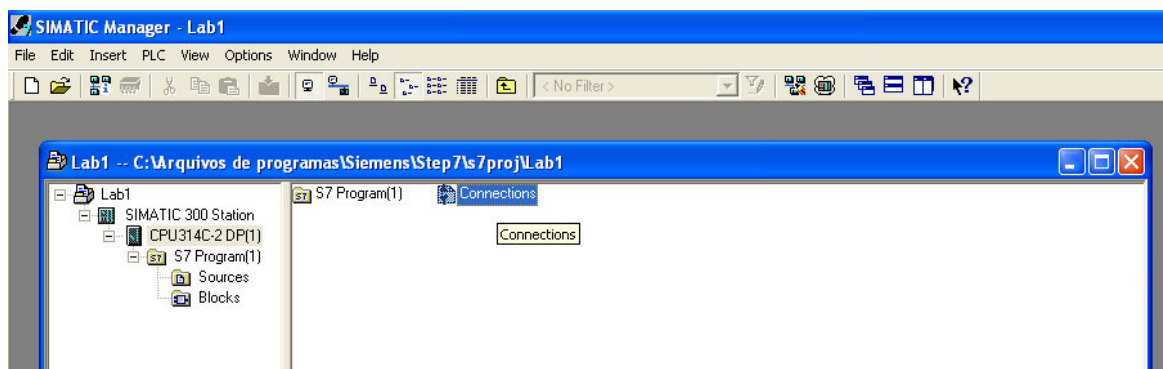 SIMATIC Manager - Lab1
File Edit Insert PLC View Options Window Help
< No Filter >
Lab1 -- C:\Arquivos de programas\Siemens\Step7\s7proj\Lab1
Lab1
SIMATIC 300 Station
CPU314C-2 DP(1)
S7 Program(1)
Sources
Blocks
S7 Program(1) Connections
Connections